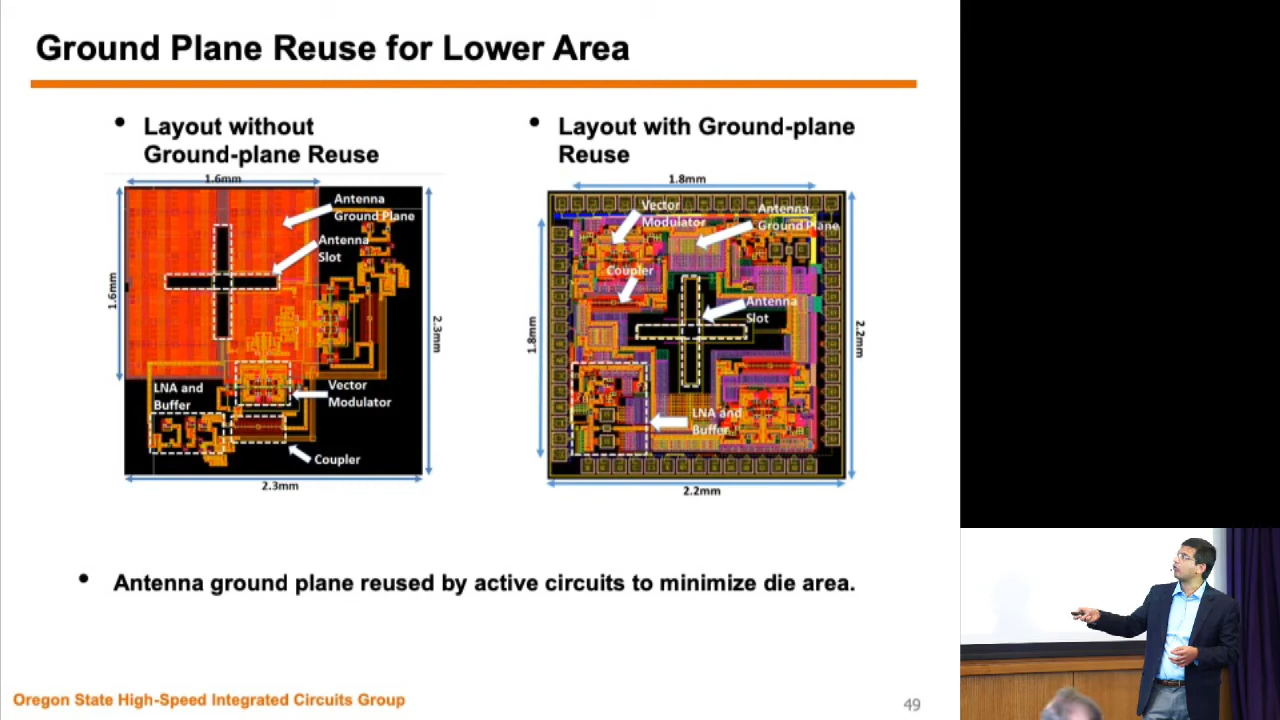 Ground Plane Reuse for Lower Area
• Layout without
Ground-plane Reuse
1.6mm
Antenna
Ground Plane
Antenna
Slot
1.6mm
2.3mm
LNA and
Buffer
Vector
Modulator
Coupler
2.3mm
• Layout with Ground-plane
Reuse
1.8mm
Vector
Modulator
Antenna
Ground Plane
Coupler
Antenna
Slot
1.8mm
2.2mm
LNA and
Buffer
2.2mm
• Antenna ground plane reused by active circuits to minimize die area.
Oregon State High-Speed Integrated Circuits Group
49